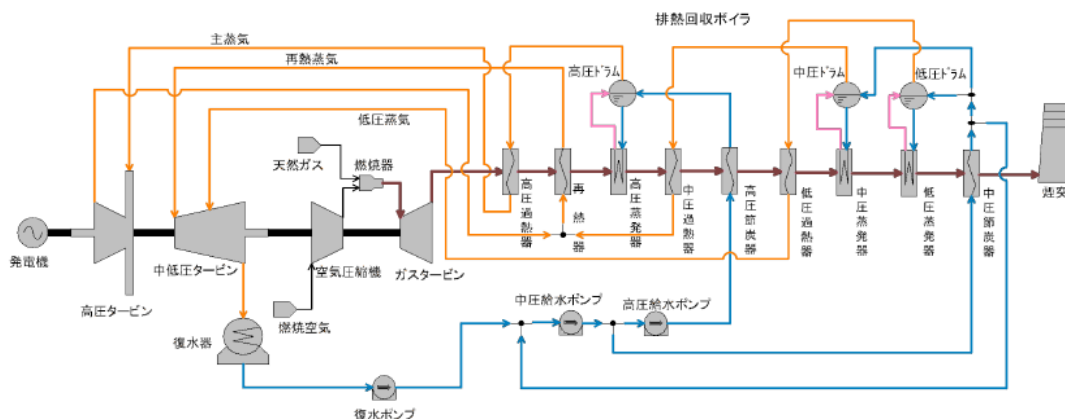 排熱回収ボイラ
主蒸気
再熱蒸気
高圧ドラム
中圧ドラム
低圧ドラム
低圧蒸気
天然ガス
燃焼器
高圧過熱器
再熱器
高圧蒸発器
中圧過熱器
高圧節炭器
低圧過熱器
中圧蒸発器
低圧蒸発器
中圧節炭器
煙突
発電機
中低圧タービン
空気圧縮機
ガスタービン
高圧タービン
燃焼空気
中圧給水ポンプ
高圧給水ポンプ
復水器
復水ポンプ